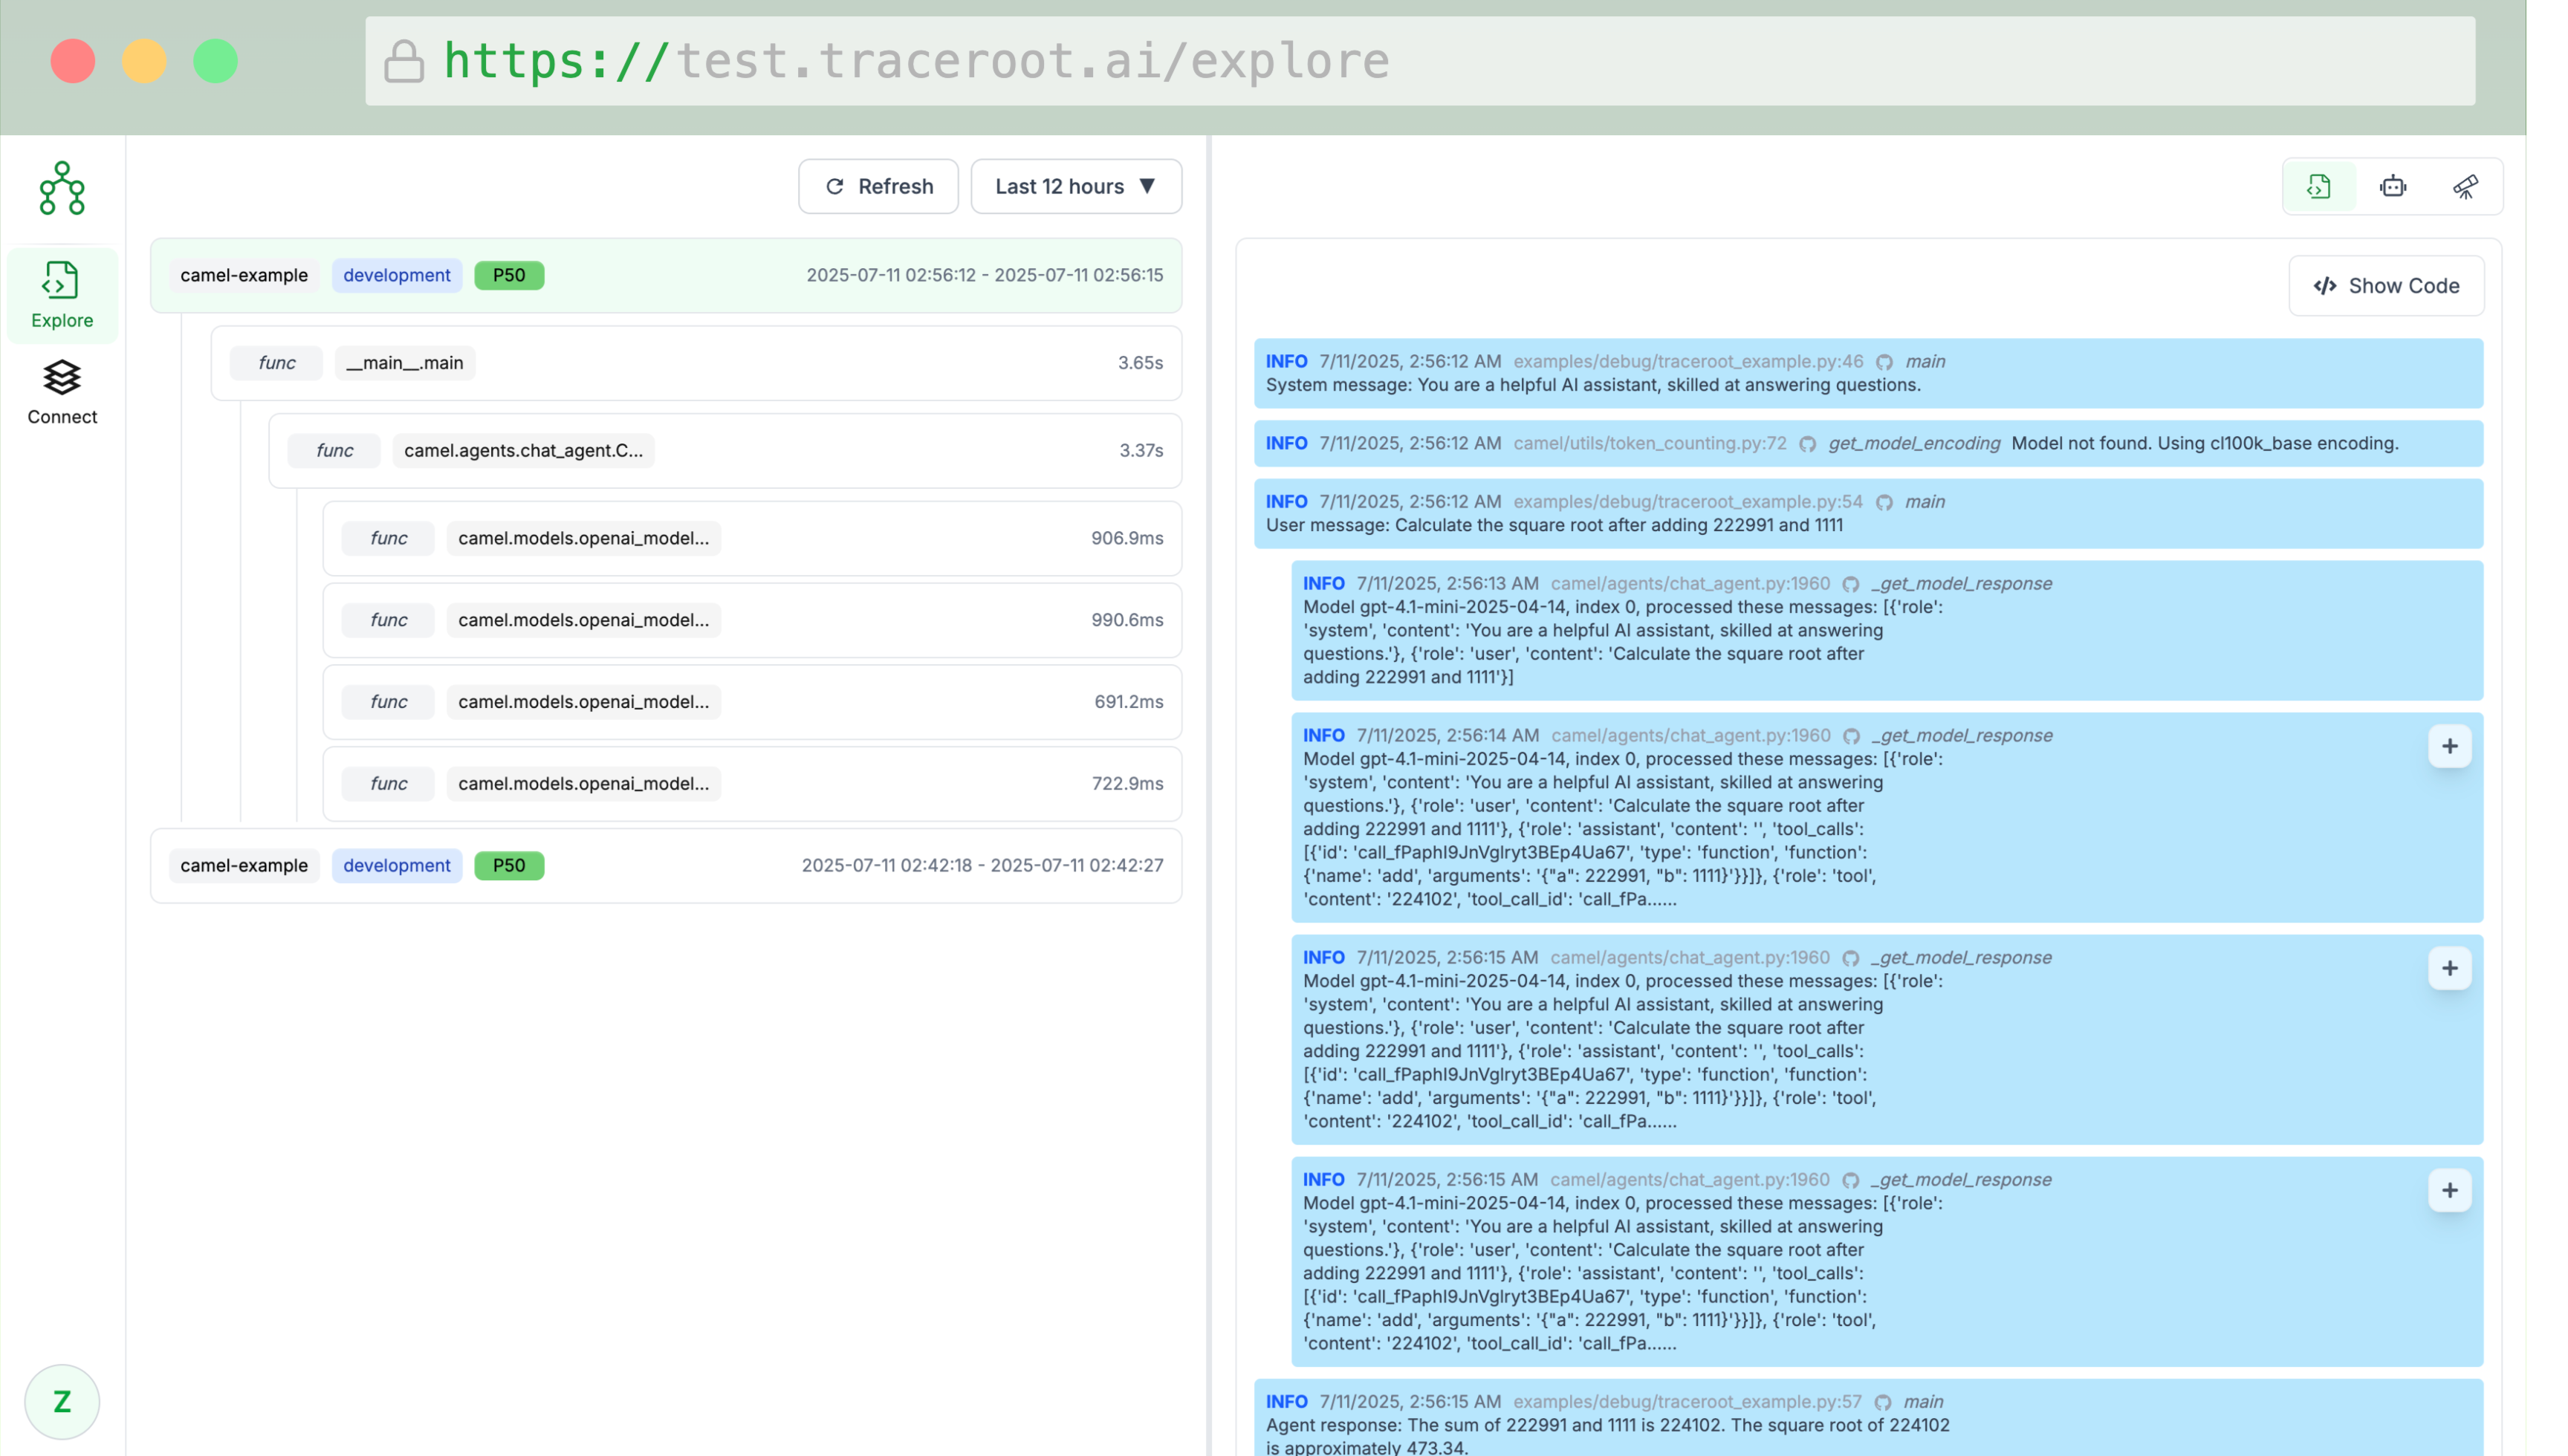 https://test.traceroot.ai/explore
Explore
Connect
Z
Refresh
Last 12 hours ▼
camel-example development P50 2025-07-11 02:56:12 - 2025-07-11 02:56:15
func __main__.main 3.65s
func camel.agents.chat_agent.C... 3.37s
func camel.models.openai_model... 906.9ms
func camel.models.openai_model... 990.6ms
func camel.models.openai_model... 691.2ms
func camel.models.openai_model... 722.9ms
camel-example development P50 2025-07-11 02:42:18 - 2025-07-11 02:42:27
</> Show Code
INFO 7/11/2025, 2:56:12 AM examples/debug/traceroot_example.py:46 main
System message: You are a helpful AI assistant, skilled at answering questions.
INFO 7/11/2025, 2:56:12 AM camel/utils/token_counting.py:72 get_model_encoding Model not found. Using cl100k_base encoding.
INFO 7/11/2025, 2:56:12 AM examples/debug/traceroot_example.py:54 main
User message: Calculate the square root after adding 222991 and 1111
INFO 7/11/2025, 2:56:13 AM camel/agents/chat_agent.py:1960 _get_model_response
Model gpt-4.1-mini-2025-04-14, index 0, processed these messages: [{'role':
'system', 'content': 'You are a helpful AI assistant, skilled at answering
questions.'}, {'role': 'user', 'content': 'Calculate the square root after
adding 222991 and 1111'}]
INFO 7/11/2025, 2:56:14 AM camel/agents/chat_agent.py:1960 _get_model_response
Model gpt-4.1-mini-2025-04-14, index 0, processed these messages: [{'role':
'system', 'content': 'You are a helpful AI assistant, skilled at answering
questions.'}, {'role': 'user', 'content': 'Calculate the square root after
adding 222991 and 1111'}, {'role': 'assistant', 'content': '', 'tool_calls':
[{'id': 'call_fPaphI9JnVglryt3BEp4Ua67', 'type': 'function', 'function':
{'name': 'add', 'arguments': '{"a": 222991, "b": 1111}'}}]}, {'role': 'tool',
'content': '224102', 'tool_call_id': 'call_fPa......
INFO 7/11/2025, 2:56:15 AM camel/agents/chat_agent.py:1960 _get_model_response
Model gpt-4.1-mini-2025-04-14, index 0, processed these messages: [{'role':
'system', 'content': 'You are a helpful AI assistant, skilled at answering
questions.'}, {'role': 'user', 'content': 'Calculate the square root after
adding 222991 and 1111'}, {'role': 'assistant', 'content': '', 'tool_calls':
[{'id': 'call_fPaphI9JnVglryt3BEp4Ua67', 'type': 'function', 'function':
{'name': 'add', 'arguments': '{"a": 222991, "b": 1111}'}}]}, {'role': 'tool',
'content': '224102', 'tool_call_id': 'call_fPa......
INFO 7/11/2025, 2:56:15 AM camel/agents/chat_agent.py:1960 _get_model_response
Model gpt-4.1-mini-2025-04-14, index 0, processed these messages: [{'role':
'system', 'content': 'You are a helpful AI assistant, skilled at answering
questions.'}, {'role': 'user', 'content': 'Calculate the square root after
adding 222991 and 1111'}, {'role': 'assistant', 'content': '', 'tool_calls':
[{'id': 'call_fPaphI9JnVglryt3BEp4Ua67', 'type': 'function', 'function':
{'name': 'add', 'arguments': '{"a": 222991, "b": 1111}'}}]}, {'role': 'tool',
'content': '224102', 'tool_call_id': 'call_fPa......
INFO 7/11/2025, 2:56:15 AM examples/debug/traceroot_example.py:57 main
Agent response: The sum of 222991 and 1111 is 224102. The square root of 224102
is approximately 473.34.